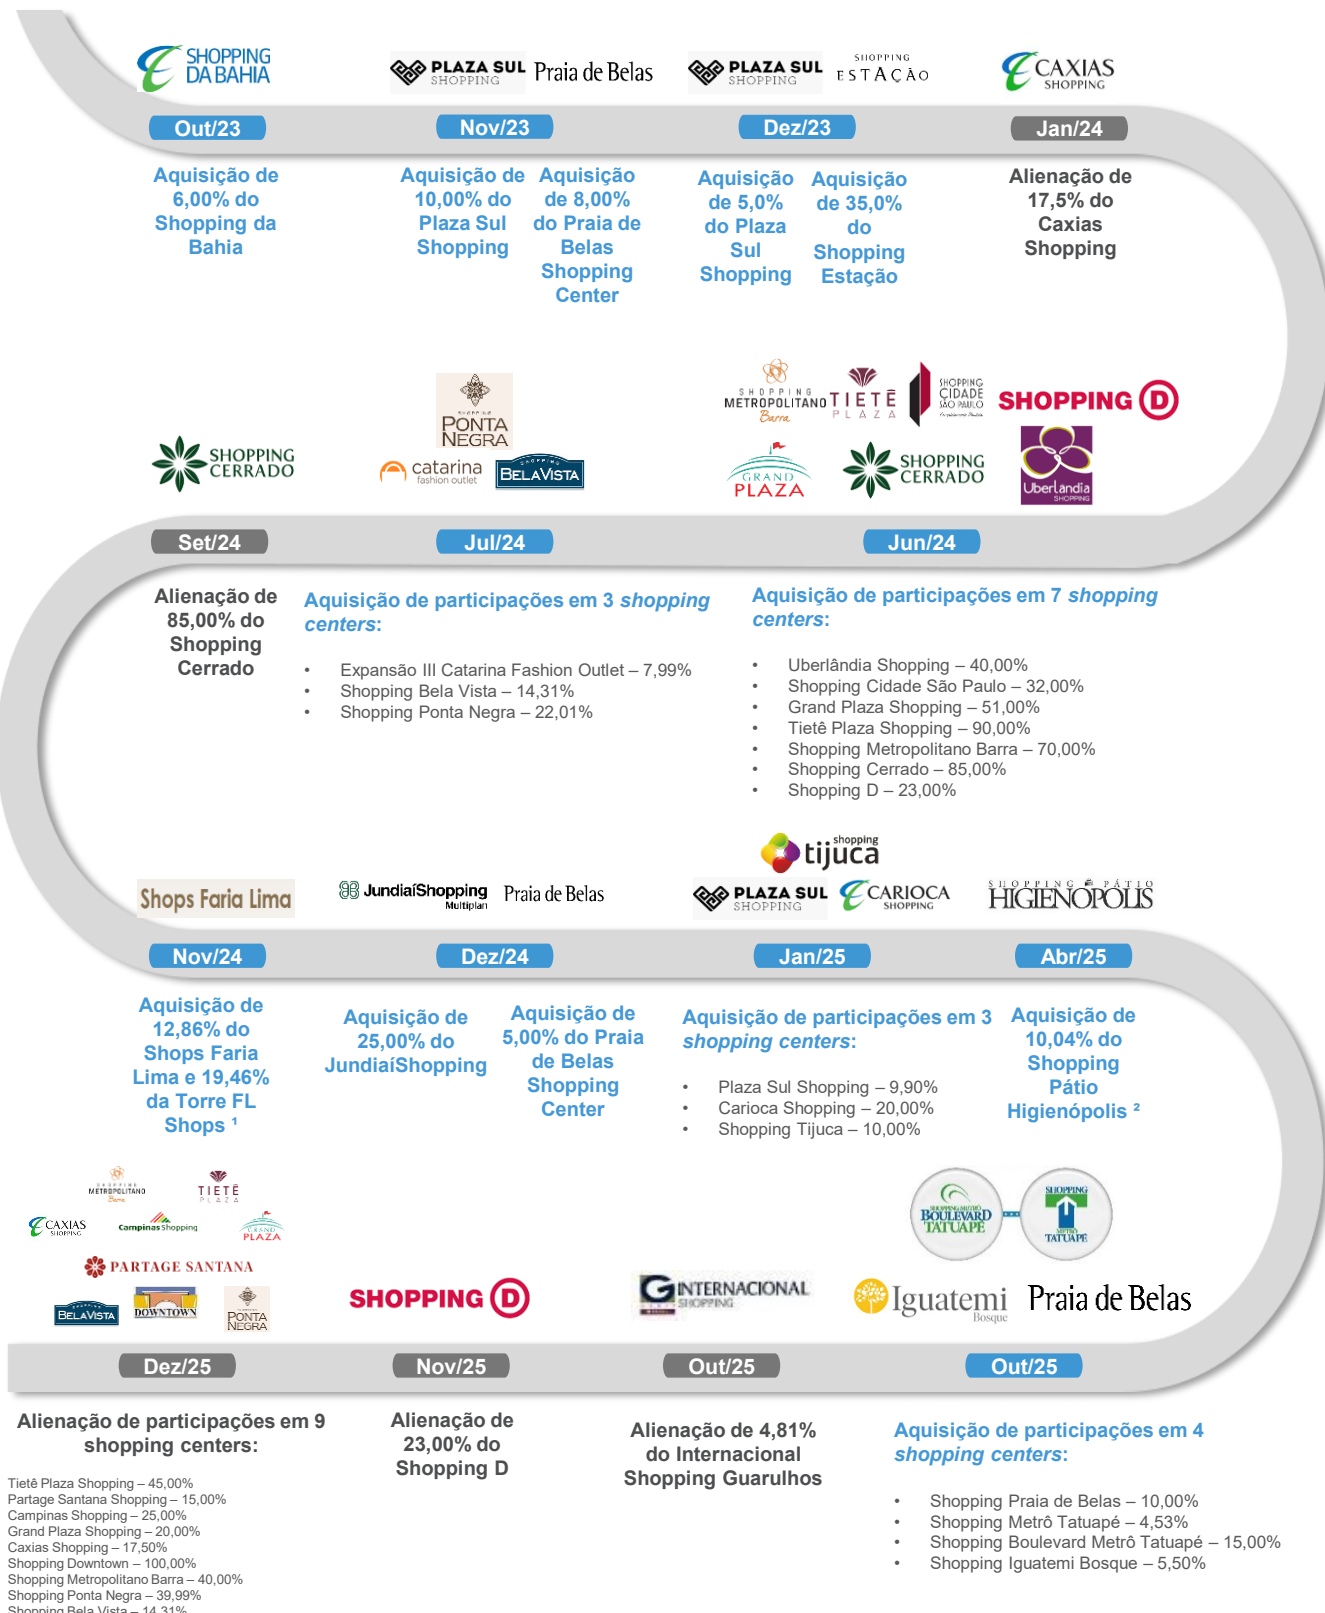 SHOPPING
DA BAHIA
PLAZA SUL
SHOPPING
Praia de Belas
PLAZA SUL
SHOPPING
SHOPPING
ESTAÇÃO
CAXIAS
SHOPPING
Out/23
Nov/23
Dez/23
Jan/24
Aquisição de
6,00% do
Shopping da
Bahia
Aquisição de
10,00% do
Plaza Sul
Shopping
Aquisição
de 8,00%
do Praia de
Belas
Shopping
Center
Aquisição
de 5,0%
do Plaza
Sul
Shopping
Aquisição
de 35,0%
do
Shopping
Estação
Alienação de
17,5% do
Caxias
Shopping
SHOPPING
CERRADO
SHOPPING
PONTA
NEGRA
catarina
fashion outlet
SHOPPING
BELAVISTA
SHOPPING
METROPOLITANO
Barra
TIETÊ
PLAZA
SHOPPING
CIDADE
SÃO PAULO
SHOPPING D
GRAND
PLAZA
SHOPPING
CERRADO
Uberlândia
SHOPPING
Set/24
Jul/24
Jun/24
Alienação de
85,00% do
Shopping
Cerrado
Aquisição de participações em 3 shopping
centers:
• Expansão III Catarina Fashion Outlet – 7,99%
• Shopping Bela Vista – 14,31%
• Shopping Ponta Negra – 22,01%
Aquisição de participações em 7 shopping
centers:
• Uberlândia Shopping – 40,00%
• Shopping Cidade São Paulo – 32,00%
• Grand Plaza Shopping – 51,00%
• Tietê Plaza Shopping – 90,00%
• Shopping Metropolitano Barra – 70,00%
• Shopping Cerrado – 85,00%
• Shopping D – 23,00%
Shops Faria Lima
JundiaíShopping
Multiplan
Praia de Belas
shopping
tijuca
PLAZA SUL
SHOPPING
CARIOCA
SHOPPING
SHOPPING PÁTIO
HIGIENÓPOLIS
Nov/24
Dez/24
Jan/25
Abr/25
Aquisição de
12,86% do
Shops Faria
Lima e 19,46%
da Torre FL
Shops ¹
Aquisição de
25,00% do
JundiaíShopping
Aquisição de
5,00% do Praia
de Belas
Shopping
Center
Aquisição de participações em 3
shopping centers:
• Plaza Sul Shopping – 9,90%
• Carioca Shopping – 20,00%
• Shopping Tijuca – 10,00%
Aquisição de
10,04% do
Shopping
Pátio
Higienópolis ²
SHOPPING
METROPOLITANO
Barra
TIETÊ
PLAZA
CAXIAS
SHOPPING
Campinas Shopping
GRAND
PLAZA
PARTAGE SANTANA
SHOPPING
BELAVISTA
DOWNTOWN
PONTA
NEGRA
SHOPPING D
INTERNACIONAL
SHOPPING
SHOPPING METRÔ
BOULEVARD
TATUAPÉ
SHOPPING
METRÔ
TATUAPÉ
Iguatemi
Bosque
Praia de Belas
Dez/25
Nov/25
Out/25
Out/25
Alienação de participações em 9
shopping centers:
Tietê Plaza Shopping – 45,00%
Partage Santana Shopping – 15,00%
Campinas Shopping – 25,00%
Grand Plaza Shopping – 20,00%
Caxias Shopping – 17,50%
Shopping Downtown – 100,00%
Shopping Metropolitano Barra – 40,00%
Shopping Ponta Negra – 39,99%
Shopping Bela Vista – 14,31%
Alienação de
23,00% do
Shopping D
Alienação de 4,81%
do Internacional
Shopping Guarulhos
Aquisição de participações em 4
shopping centers:
• Shopping Praia de Belas – 10,00%
• Shopping Metrô Tatuapé – 4,53%
• Shopping Boulevard Metrô Tatuapé – 15,00%
• Shopping Iguatemi Bosque – 5,50%